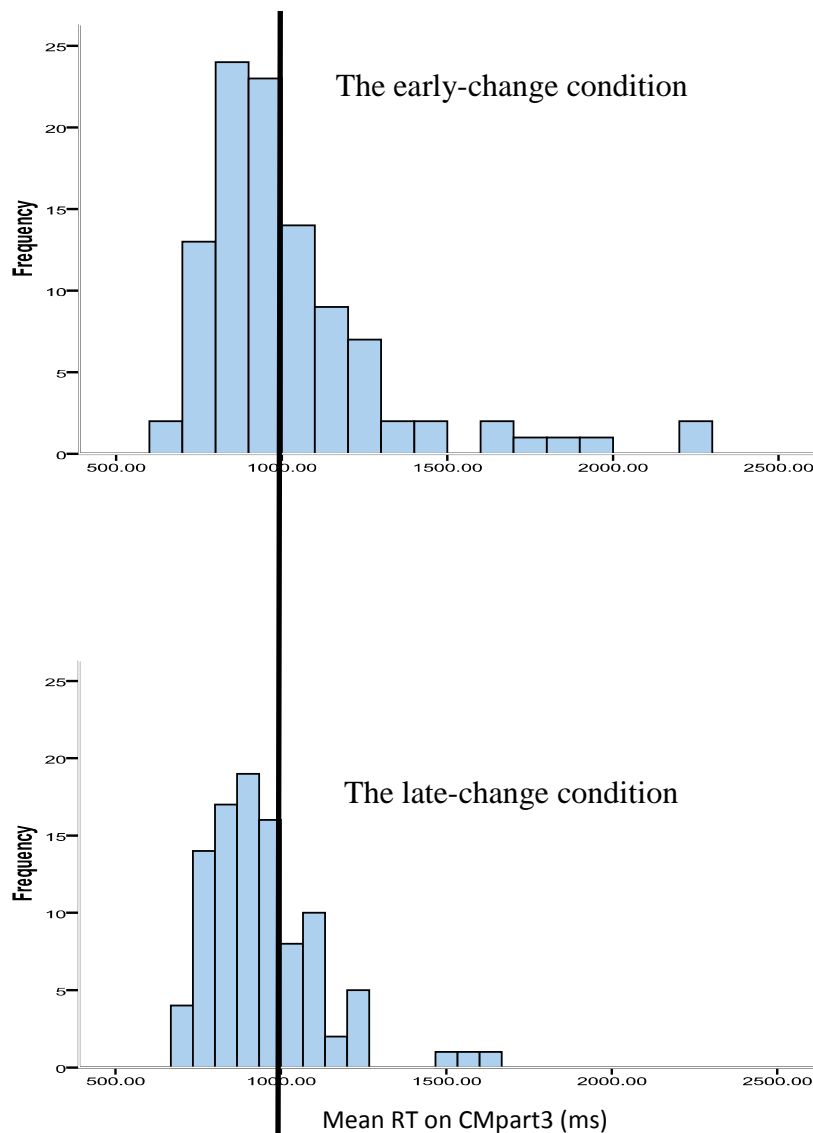 25
The early-change condition
20
15
Frequency
10
5
0
500.00 1000.00 1500.00 2000.00 2500.00
25
20
The late-change condition
15
Frequency
10
5
0
500.00 1000.00 1500.00 2000.00 2500.00
Mean RT on CMpart3 (ms)